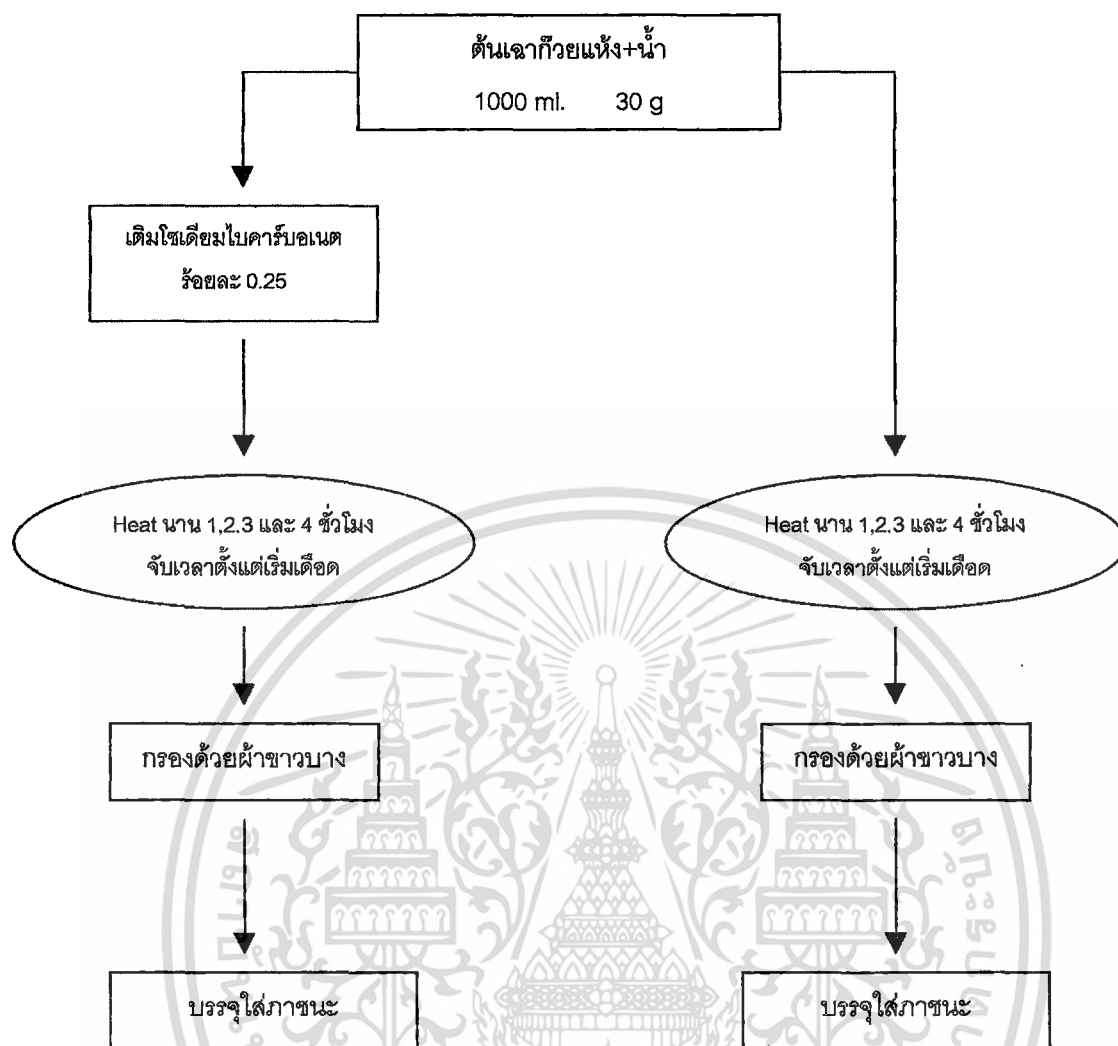 ต้นเฉาก๊วยแห้ง+น้ำ
1000 ml. 30 g
เติมโซเดียมไบคาร์บอเนต
ร้อยละ 0.25
Heat นาน 1,2.3 และ 4 ชั่วโมง
จับเวลาตั้งแต่เริ่มเดือด
Heat นาน 1,2.3 และ 4 ชั่วโมง
จับเวลาตั้งแต่เริ่มเดือด
กรองด้วยผ้าขาวบาง
กรองด้วยผ้าขาวบาง
บรรจุใส่ภาชนะ
บรรจุใส่ภาชนะ